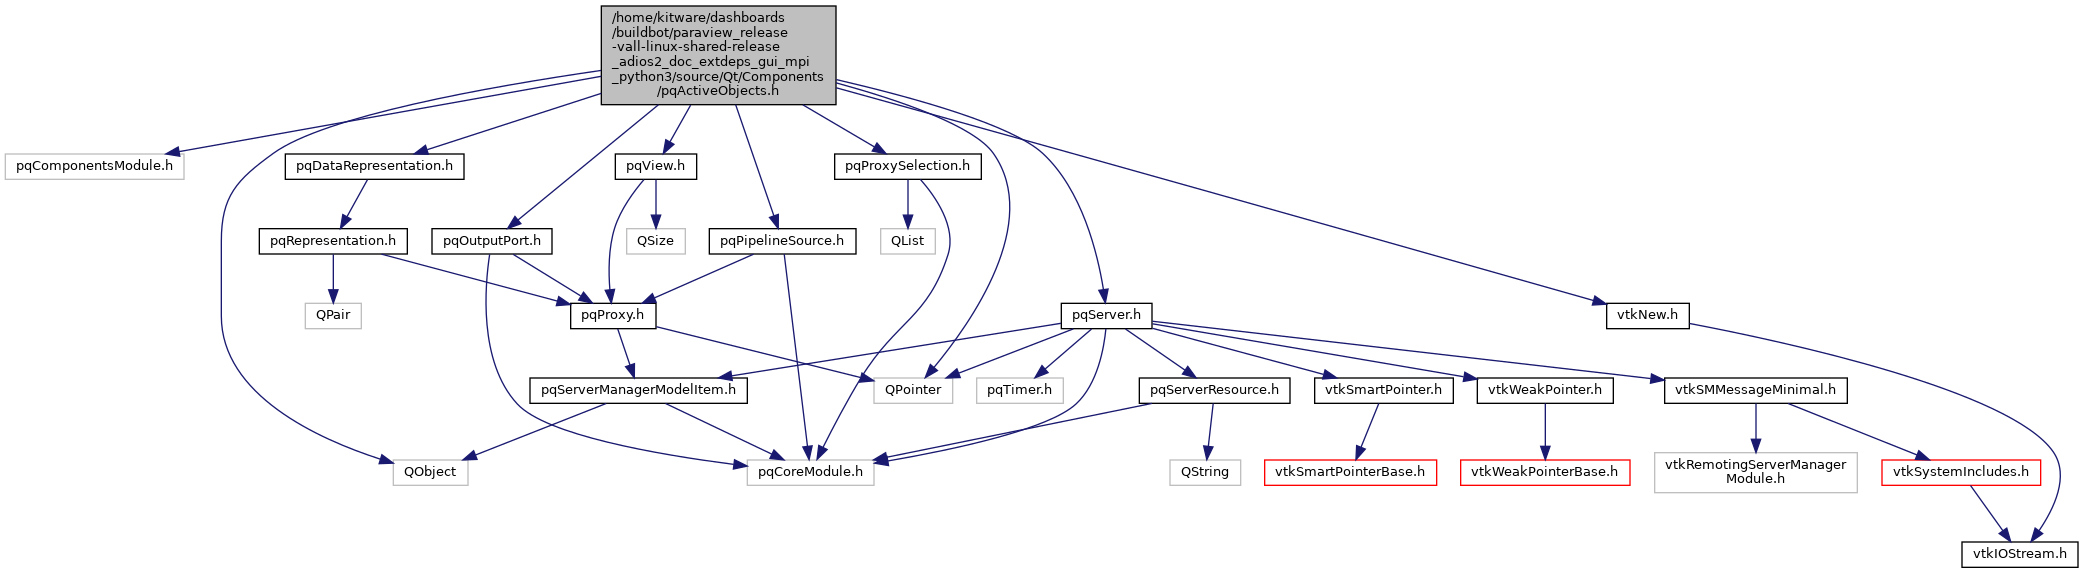 /home/kitware/dashboards
/buildbot/paraview_release
-vall-linux-shared-release
_adios2_doc_extdeps_gui_mpi
_python3/source/Qt/Components
/pqActiveObjects.h
pqComponentsModule.h
pqDataRepresentation.h
pqView.h
pqProxySelection.h
pqRepresentation.h
pqOutputPort.h
QSize
pqPipelineSource.h
QList
QPair
pqProxy.h
pqServer.h
vtkNew.h
pqServerManagerModelItem.h
QPointer
pqTimer.h
pqServerResource.h
vtkSmartPointer.h
vtkWeakPointer.h
vtkSMMessageMinimal.h
QObject
pqCoreModule.h
QString
vtkSmartPointerBase.h
vtkWeakPointerBase.h
vtkRemotingServerManager
Module.h
vtkSystemIncludes.h
vtkIOStream.h